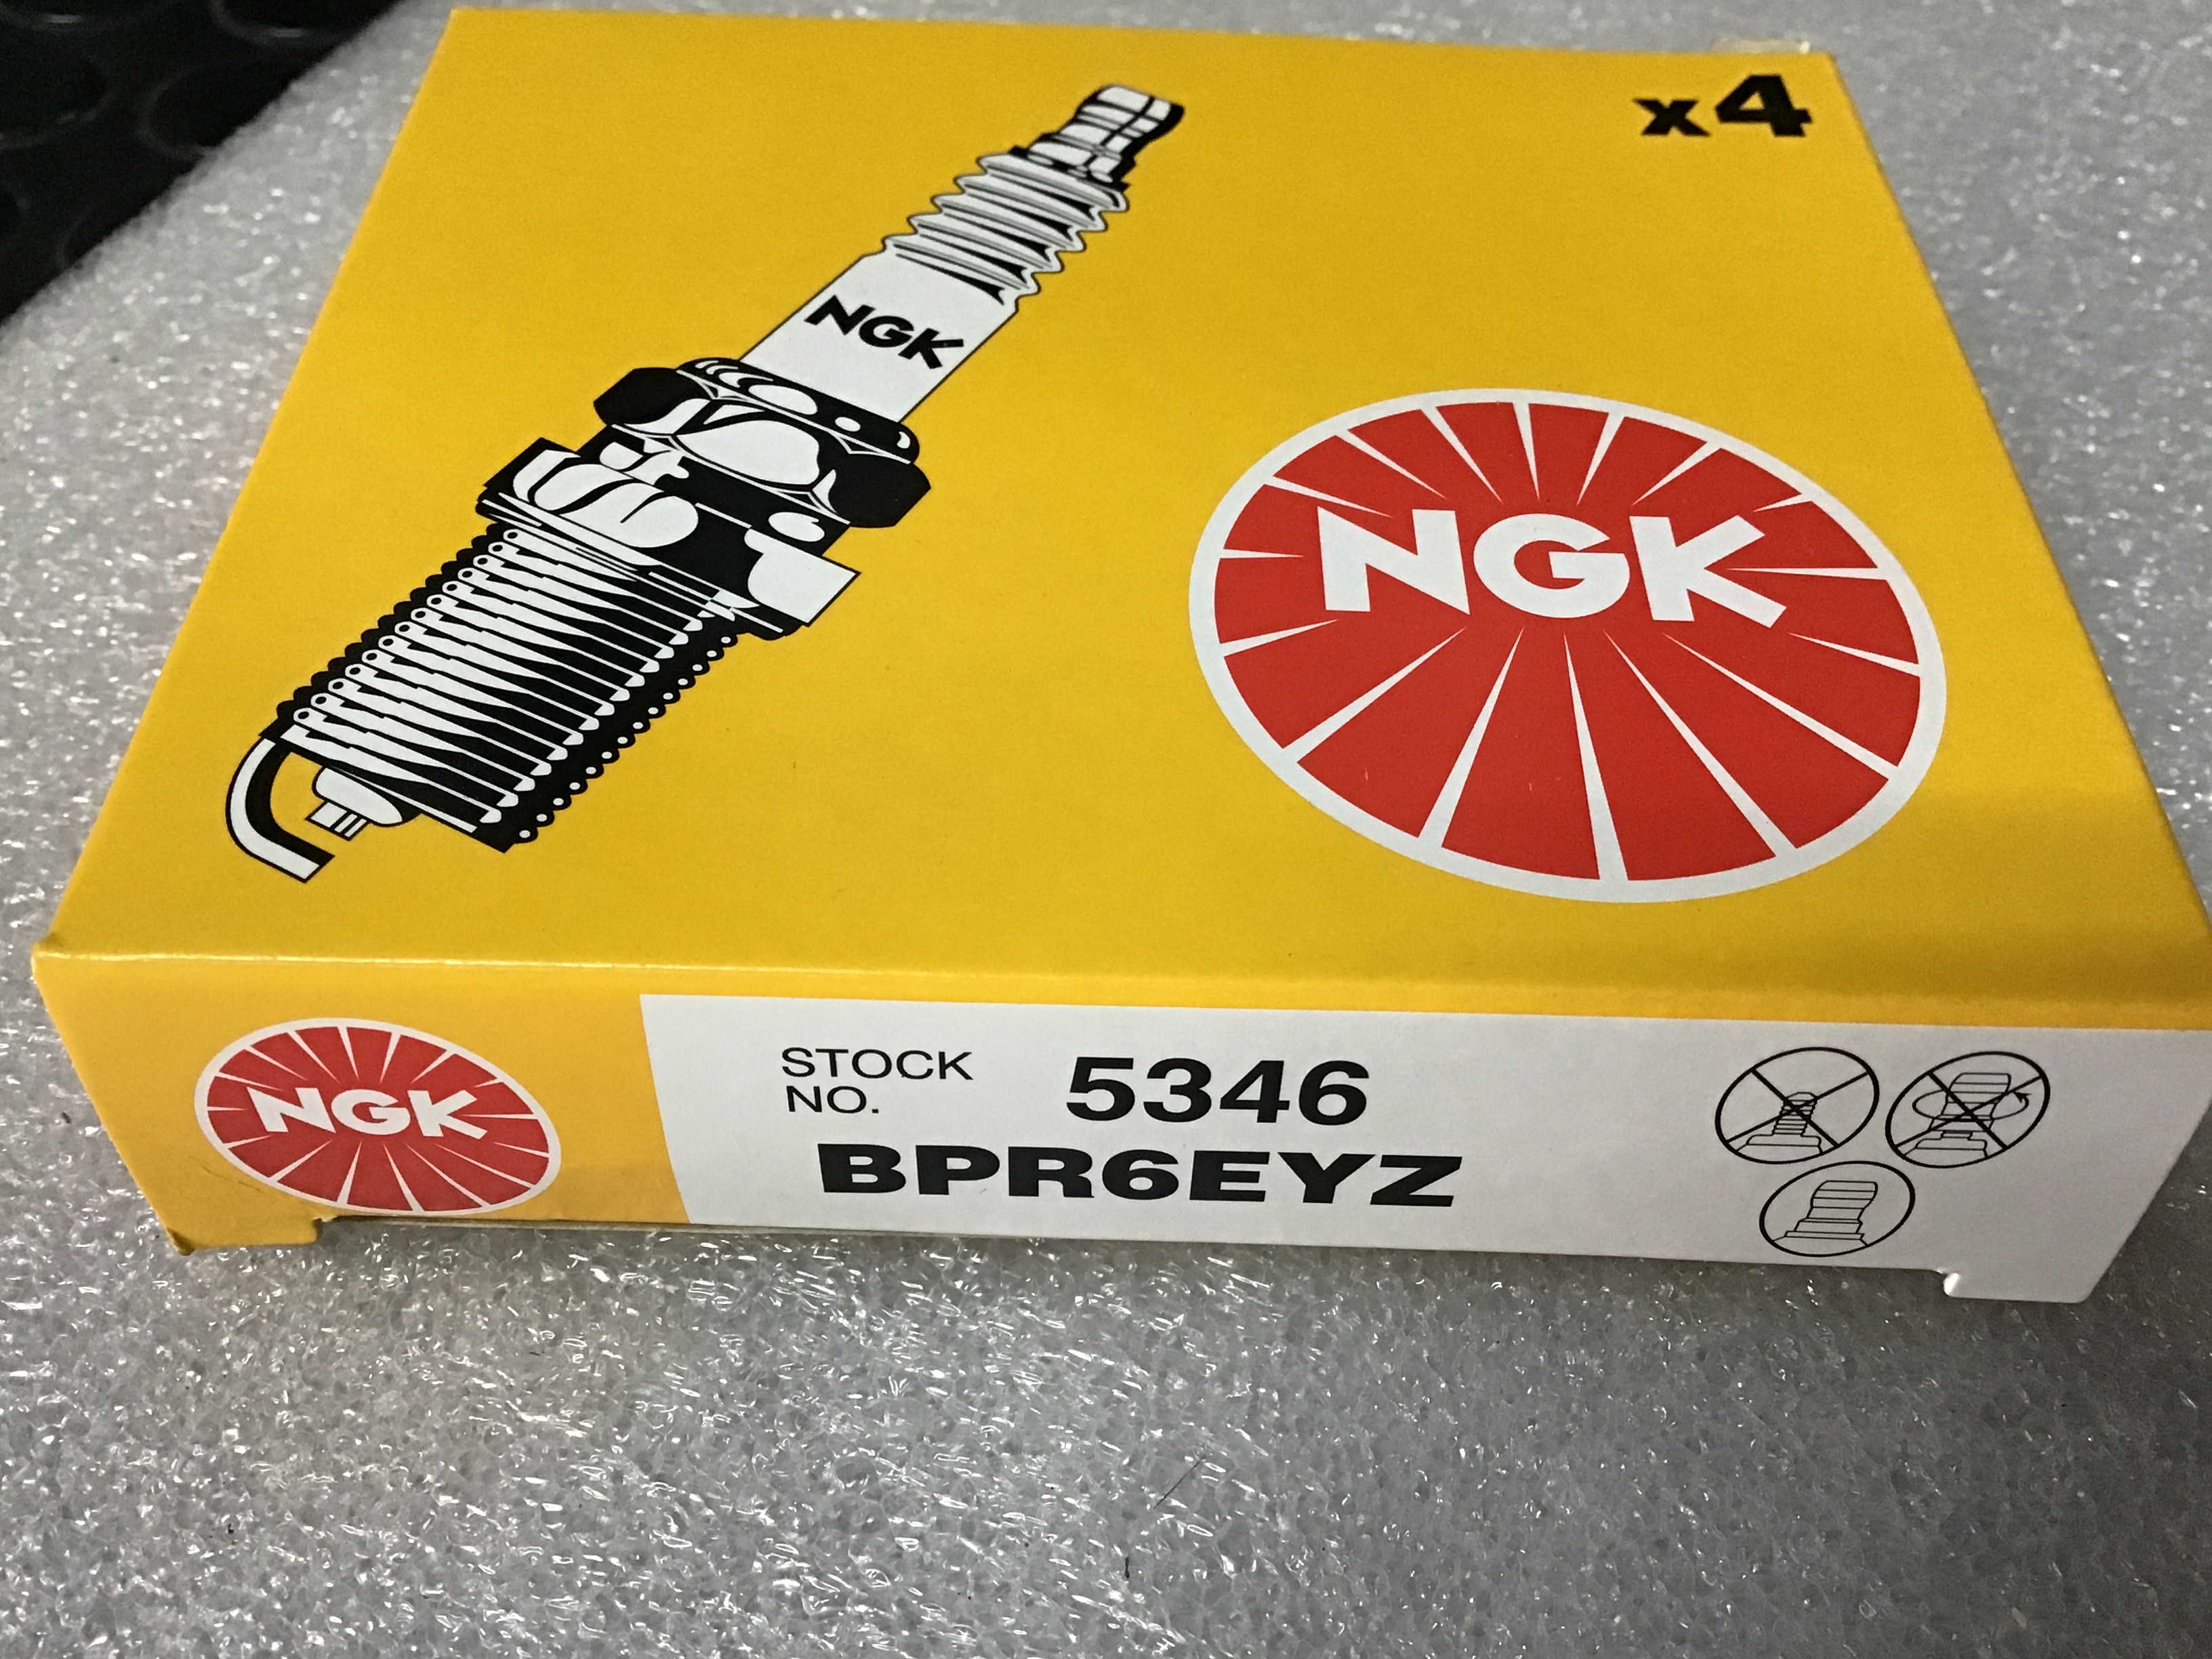 x4
NGK
NGK
NGK
STOCK
NO.
5346
BPR6EYZ